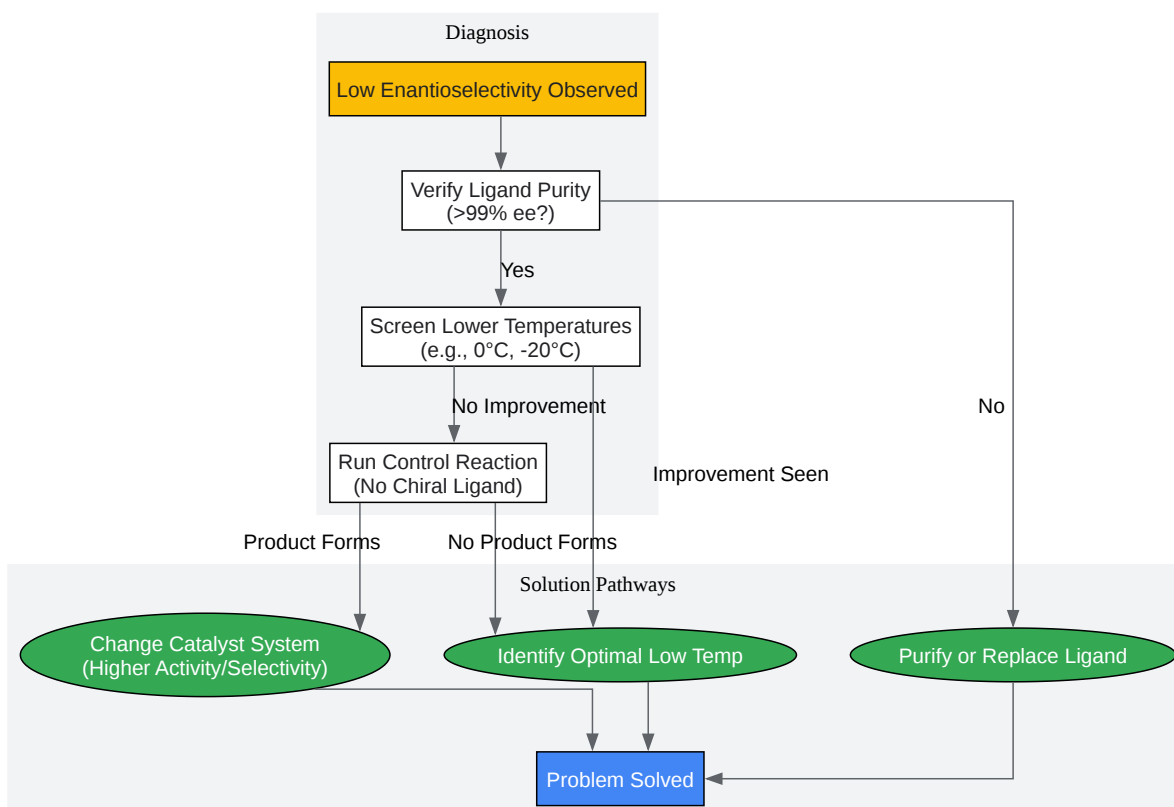 Diagnosis
Low Enantioselectivity Observed
Verify Ligand Purity
(>99% ee?)
Yes
Screen Lower Temperatures
(e.g., 0°C, -20°C)
No Improvement
No
Run Control Reaction
(No Chiral Ligand)
Improvement Seen
Product Forms
No Product Forms
Solution Pathways
Change Catalyst System
(Higher Activity/Selectivity)
Identify Optimal Low Temp
Purify or Replace Ligand
Problem Solved